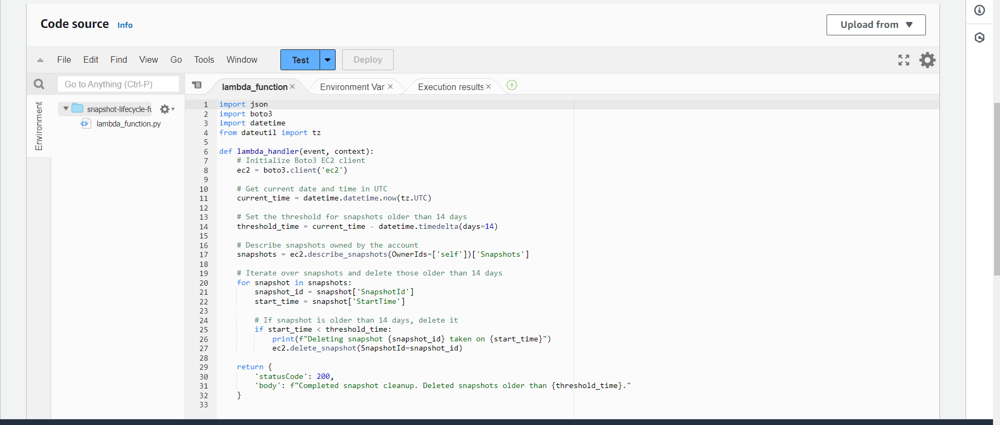 Code source Info
Upload from
File Edit Find View Go Tools Window Test Deploy
Go to Anything (Ctrl-P)
lambda_function Environment Var Execution results
Environment
snapshot-lifecycle-fu
lambda_function.py
1 import json
2 import boto3
3 import datetime
4 from dateutil import tz
5
6 def lambda_handler(event, context):
7     # Initialize Boto3 EC2 client
8     ec2 = boto3.client('ec2')
9
10     # Get current date and time in UTC
11     current_time = datetime.datetime.now(tz.UTC)
12
13     # Set the threshold for snapshots older than 14 days
14     threshold_time = current_time - datetime.timedelta(days=14)
15
16     # Describe snapshots owned by the account
17     snapshots = ec2.describe_snapshots(OwnerIds=['self'])['Snapshots']
18
19     # Iterate over snapshots and delete those older than 14 days
20     for snapshot in snapshots:
21         snapshot_id = snapshot['SnapshotId']
22         start_time = snapshot['StartTime']
23
24         # If snapshot is older than 14 days, delete it
25         if start_time < threshold_time:
26             print(f"Deleting snapshot {snapshot_id} taken on {start_time}")
27             ec2.delete_snapshot(SnapshotId=snapshot_id)
28
29     return {
30         'statusCode': 200,
31         'body': f"Completed snapshot cleanup. Deleted snapshots older than {threshold_time}."
32     }
33